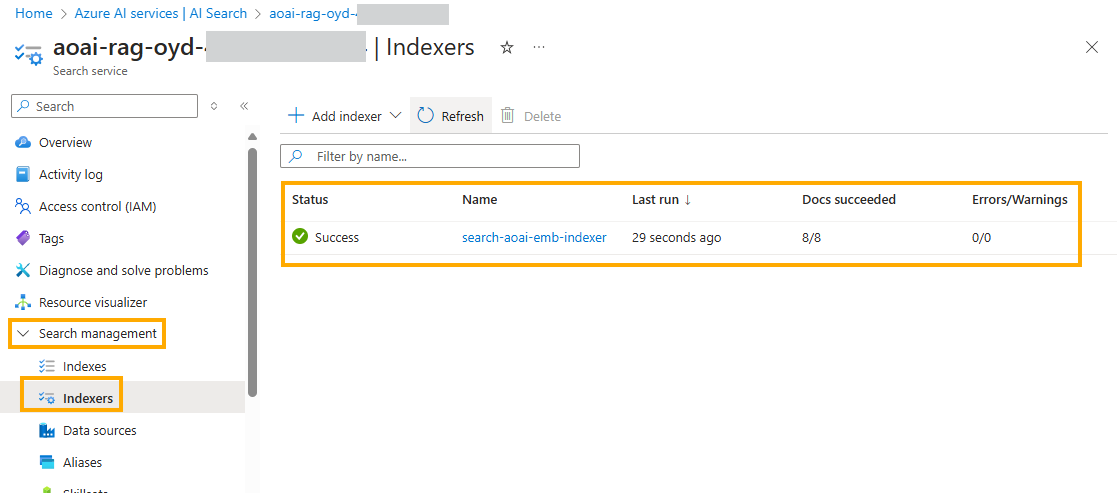 Home > Azure AI services | AI Search > aoai-rag-oyd-
aoai-rag-oyd- | Indexers
Search service
Search
Add indexer
Refresh
Delete
Filter by name...
Overview
Activity log
Access control (IAM)
Tags
Diagnose and solve problems
Resource visualizer
Search management
Indexes
Indexers
Data sources
Aliases
Skillsets
Status Name Last run ↓ Docs succeeded Errors/Warnings
Success search-aoai-emb-indexer 29 seconds ago 8/8 0/0